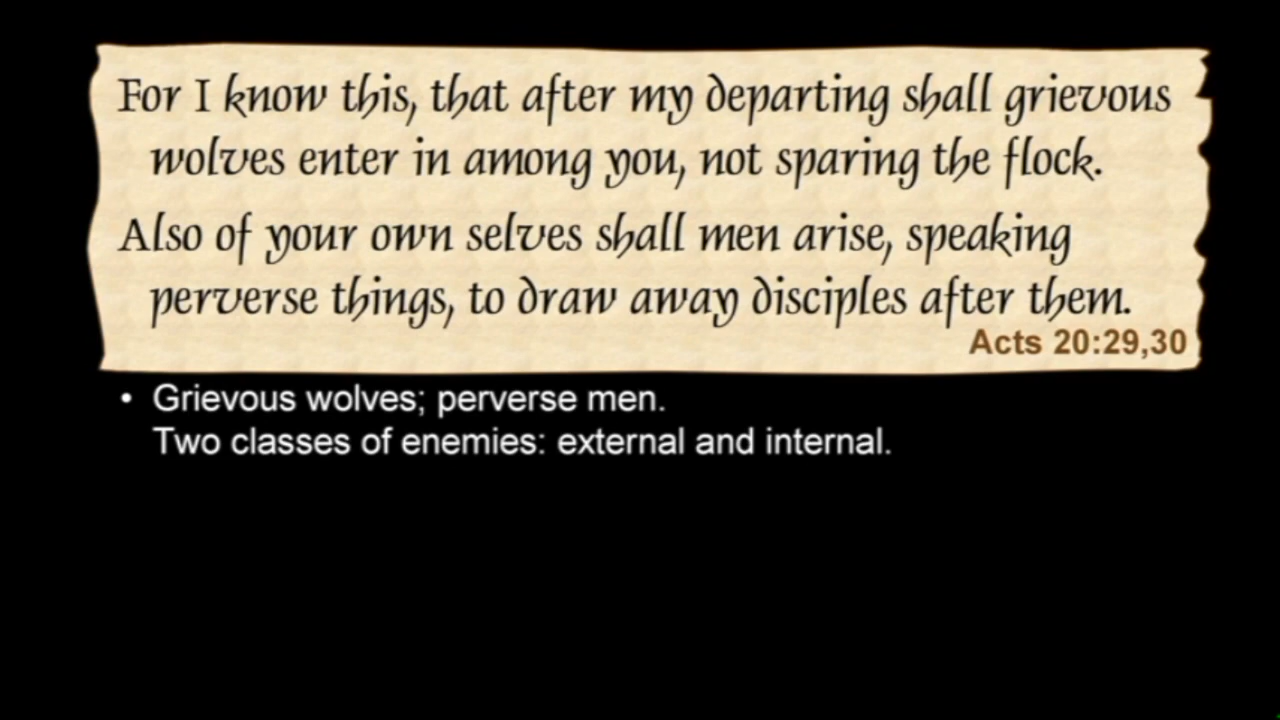 For I know this, that after my departing shall grievous
wolves enter in among you, not sparing the flock.
Also of your own selves shall men arise, speaking
perverse things, to draw away disciples after them.
Acts 20:29,30
• Grievous wolves; perverse men.
Two classes of enemies: external and internal.